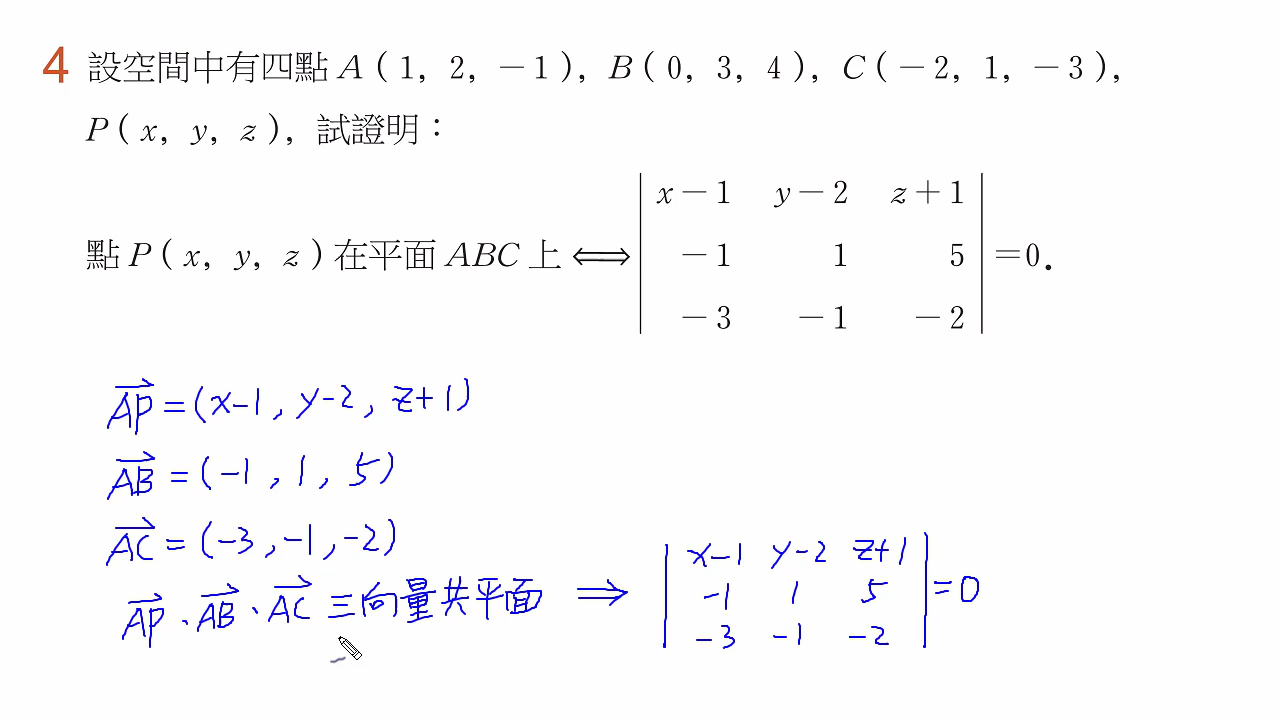 4 設空間中有四點 A ( 1, 2, －1 ), B ( 0, 3, 4 ), C ( －2, 1, －3 ),
P ( x, y, z ), 試證明：
點 P ( x, y, z ) 在平面 ABC 上 ⟺ | x－1 y－2 z＋1 |
| －1 1 5 | ＝0.
| －3 －1 －2 |
AP = (x-1, y-2, z+1)
AB = (-1, 1, 5)
AC = (-3, -1, -2)
AP、AB、AC 三向量共平面 ⇒ | x-1 y-2 z+1 |
| -1 1 5 | = 0
| -3 -1 -2 |